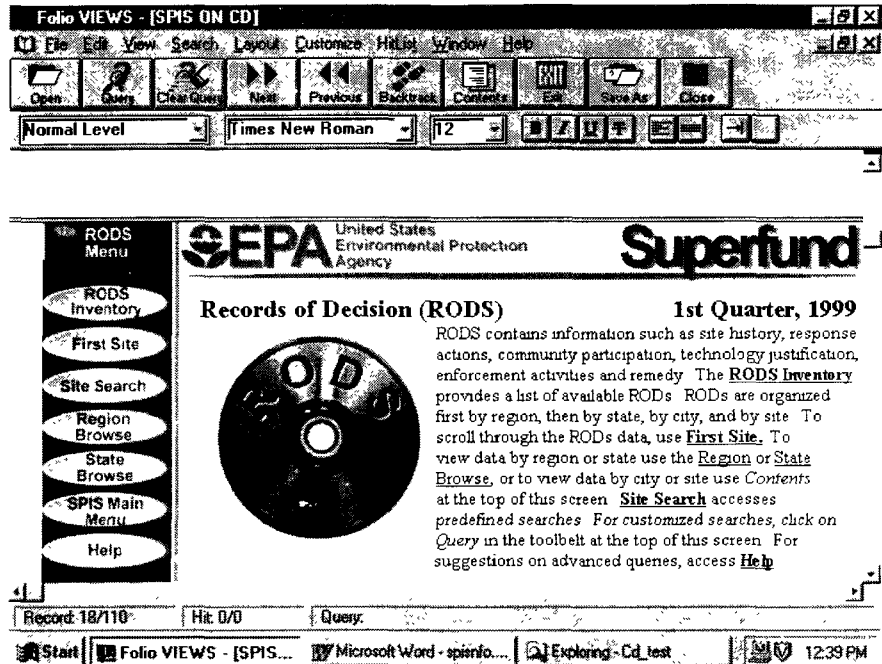 Folio VIEWS - [SPIS ON CD]
File Edit View Search Layout Customize HitList Window Help
Open Query Clear Query Next Previous Backtrack Contents Exit Save As Close
Normal Level Times New Roman 12 B I U T
RODS
Menu
RODS
Inventory
First Site
Site Search
Region
Browse
State
Browse
SPIS Main
Menu
Help
EPA United States
Environmental Protection
Agency
Superfund
Records of Decision (RODS) 1st Quarter, 1999
RODS
RODS contains information such as site history, response
actions, community participation, technology justification,
enforcement activities and remedy The RODS Inventory
provides a list of available RODs RODs are organized
first by region, then by state, by city, and by site To
scroll through the RODs data, use First Site. To
view data by region or state use the Region or State
Browse, or to view data by city or site use Contents
at the top of this screen Site Search accesses
predefined searches For customized searches, click on
Query in the toolbelt at the top of this screen For
suggestions on advanced queries, access Help
Record: 18/110 Hit: 0/0 Query:
Start Folio VIEWS - [SPIS... Microsoft Word - spisinfo.... Exploring - Cd_test 12:39 PM